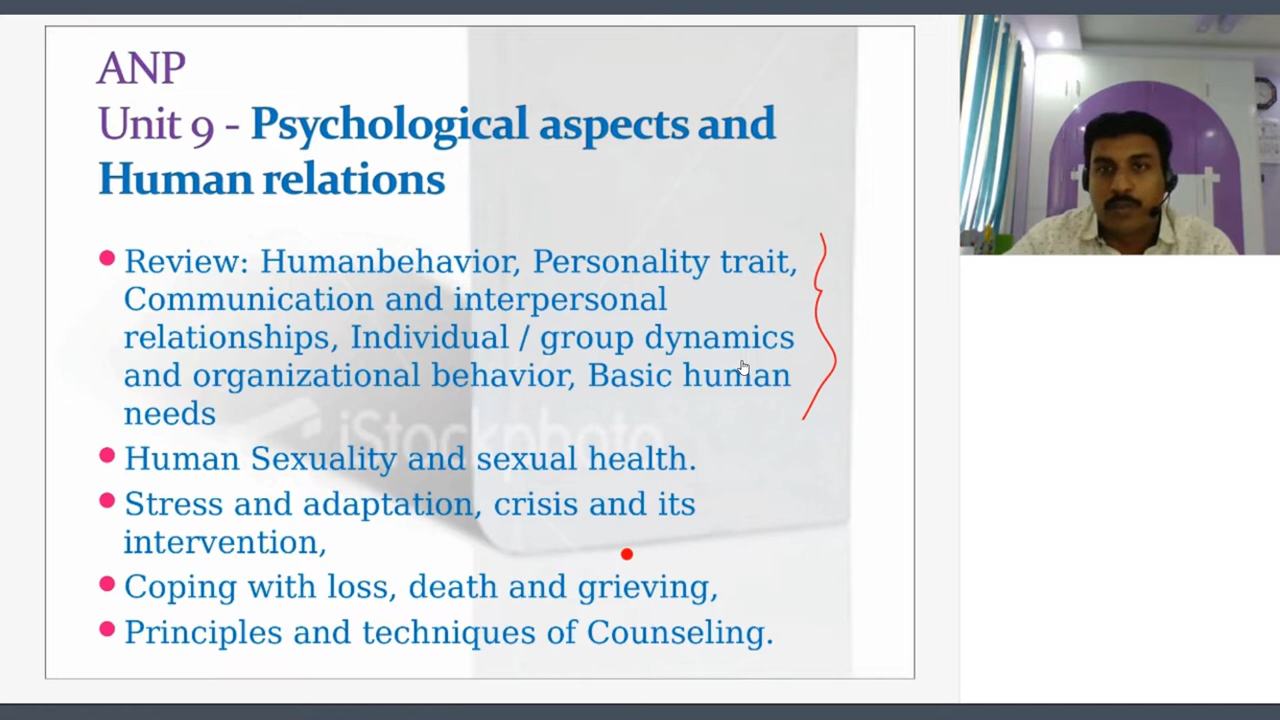 ANP
Unit 9 - Psychological aspects and
Human relations
Review: Humanbehavior, Personality trait,
Communication and interpersonal
relationships, Individual / group dynamics
and organizational behavior, Basic human
needs
iStockphoto
Human Sexuality and sexual health.
Stress and adaptation, crisis and its
intervention,
Coping with loss, death and grieving,
Principles and techniques of Counseling.